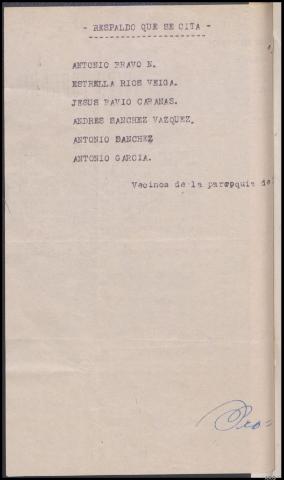 - RESPALDO QUE SE CITA -
ANTONIO BRAVO N.
ESTRELLA RIOS VEIGA.
JESUS PAVIO CABANAS.
ANDRES SANCHEZ VAZQUEZ.
ANTONIO SANCHEZ
ANTONIO GARCIA.
Vecinos de la parroquia de